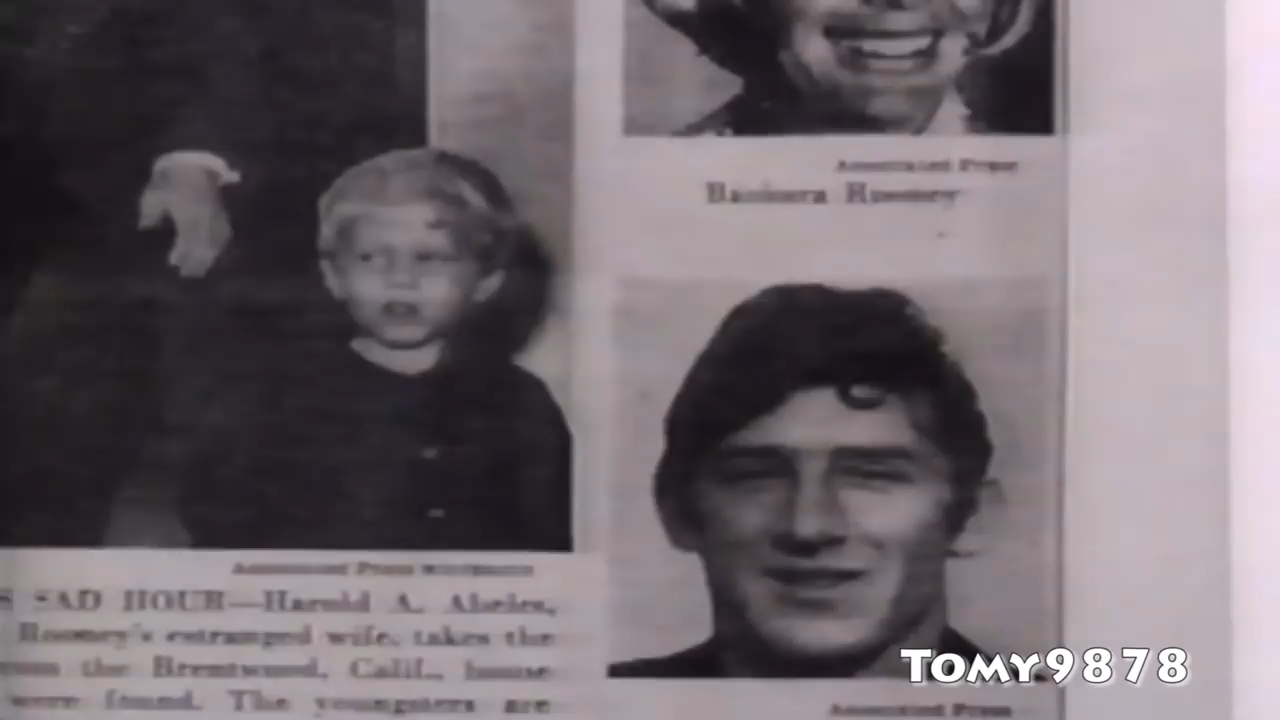 Associated Press
Barbara Rooney
Associated Press
SAD HOUR—Harold A. Abeles,
Rooney's estranged wife, takes the
the Brentwood, Calif., house
were found. The youngsters are
Associated Press
TOMY9878